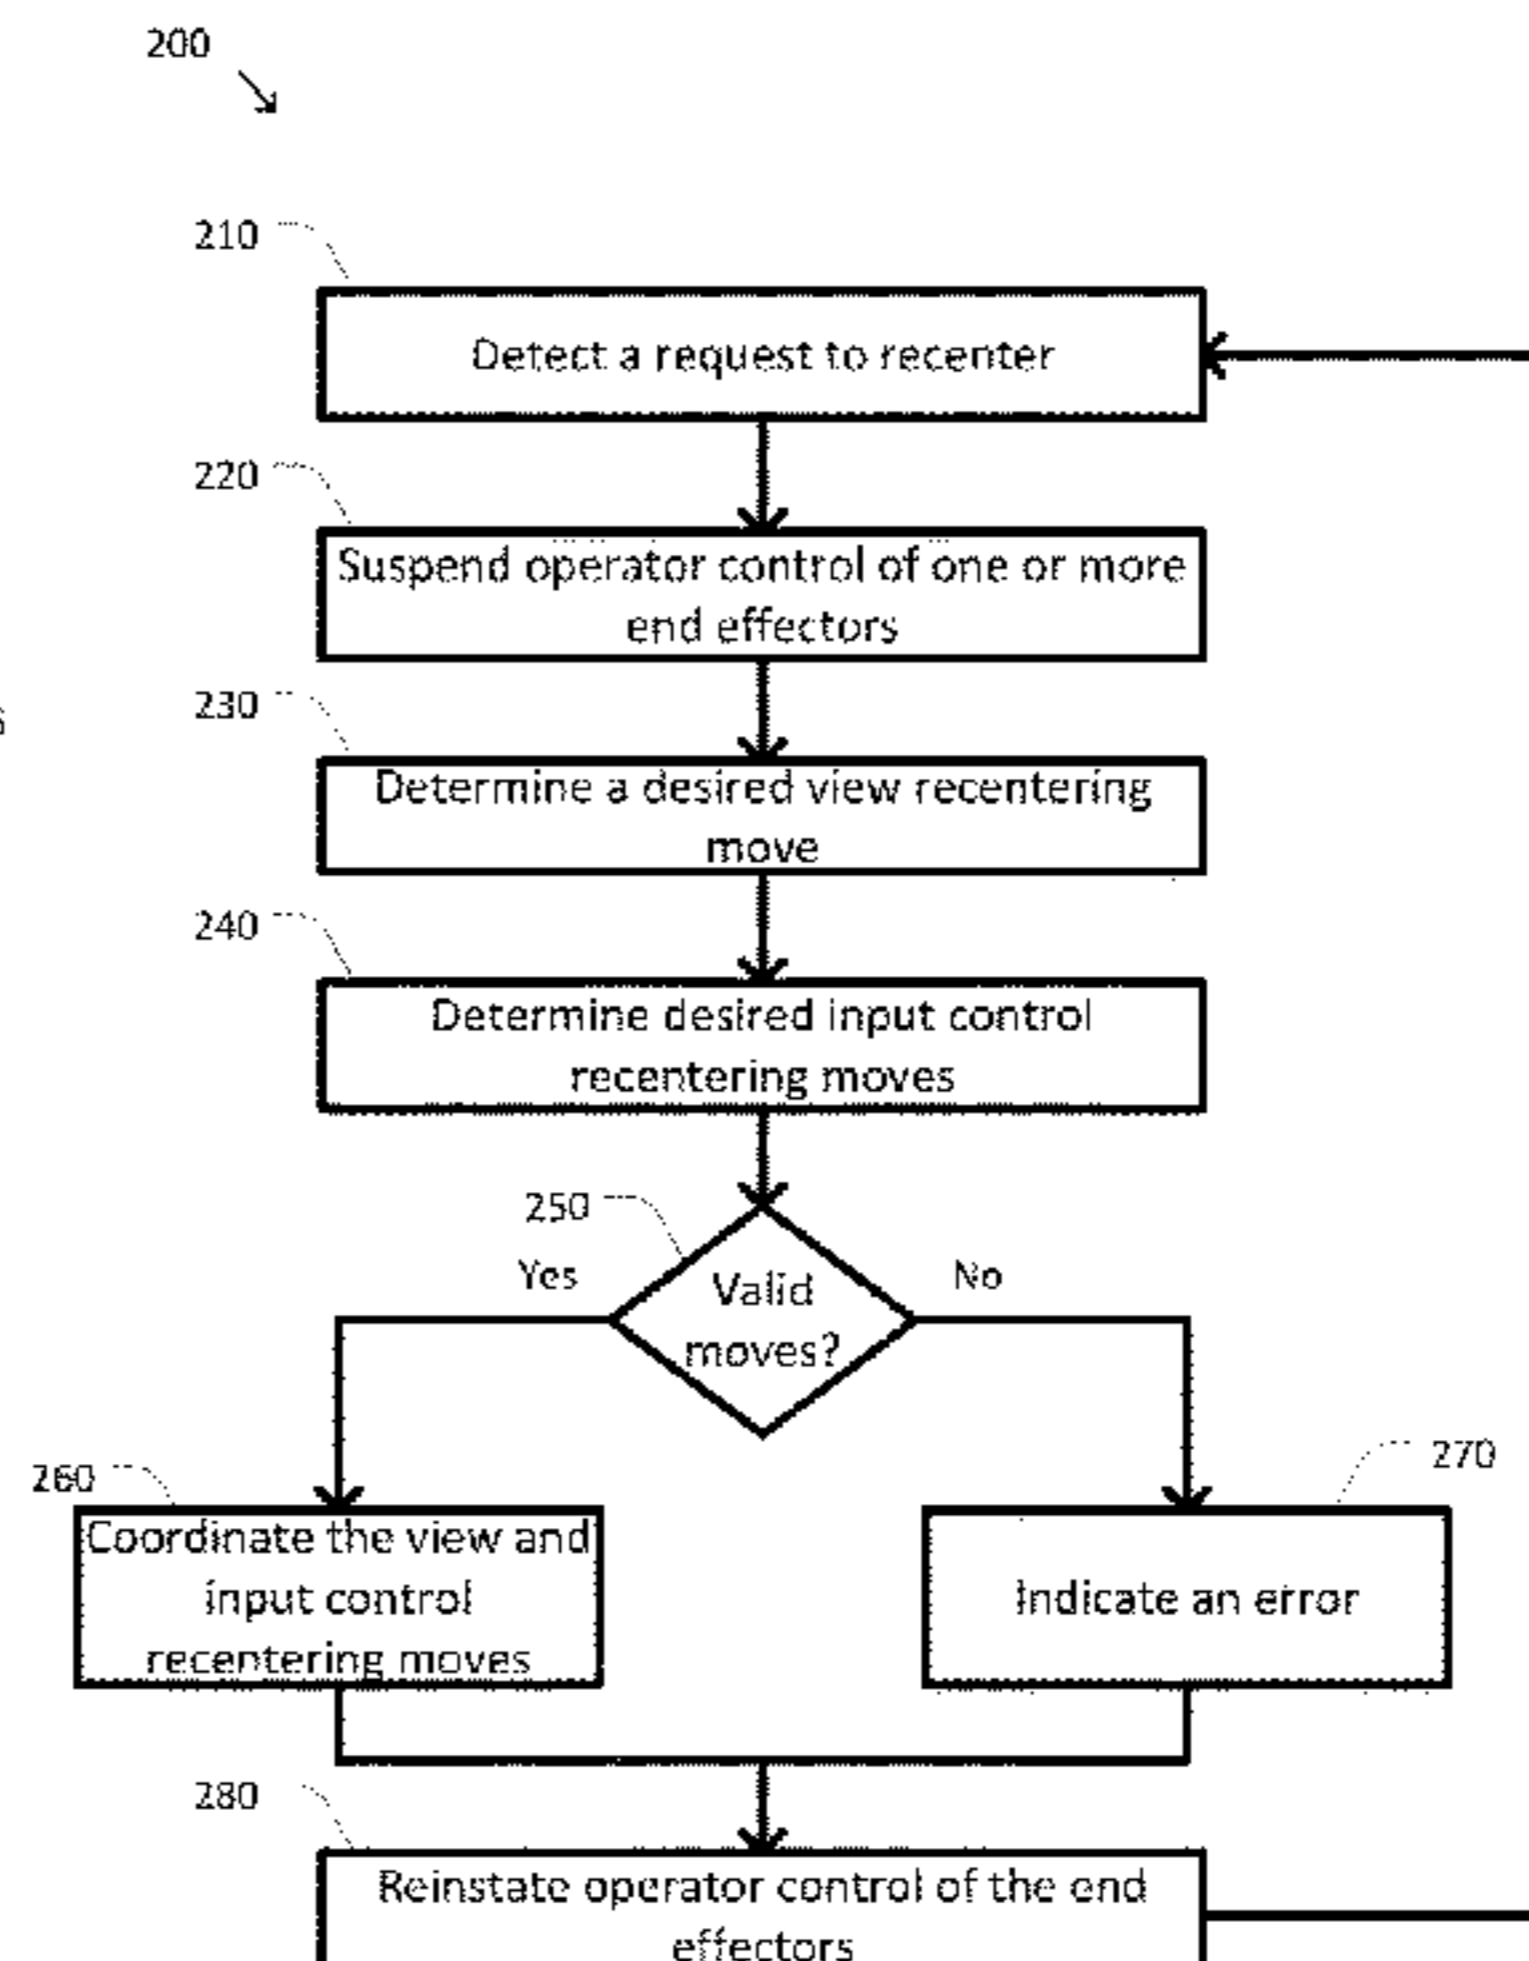 200
210
Detect a request to recenter
220
Suspend operator control of one or more
end effectors
230
Determine a desired view recentering
move
240
Determine desired input control
recentering moves
250
Yes
No
Valid
moves?
260
270
Coordinate the view and
input control
recentering moves
Indicate an error
280
Reinstate operator control of the end
effectors